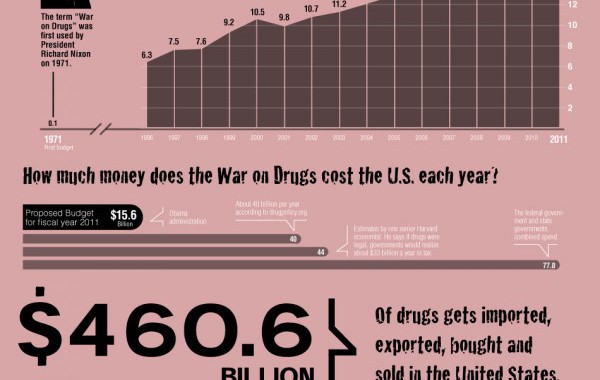 The term "War
on Drugs" was
first used by
President
Richard Nixon
on 1971.
0.1
1971
First budget
6.3
7.5
7.6
9.2
10.5
9.8
10.7
11.2
12
10
8
6
4
2
1996
1997
1998
1999
2000
2001
2002
2003
2004
2005
2006
2007
2008
2009
2010
2011
How much money does the War on Drugs cost the U.S. each year?
Proposed Budget
for fiscal year 2011
$15.6
Billion
Obama
administration
About 40 billion per year
according to drugpolicy.org
40
Estimates by one senior Harvard
economist. He says if drugs were
legal, governments would realise
about $33 billion a year in tax.
44
The federal govern-
ment and state
governments
combined spend.
77.8
$460.6
BILLION
Of drugs gets imported,
exported, bought and
sold in the United States.